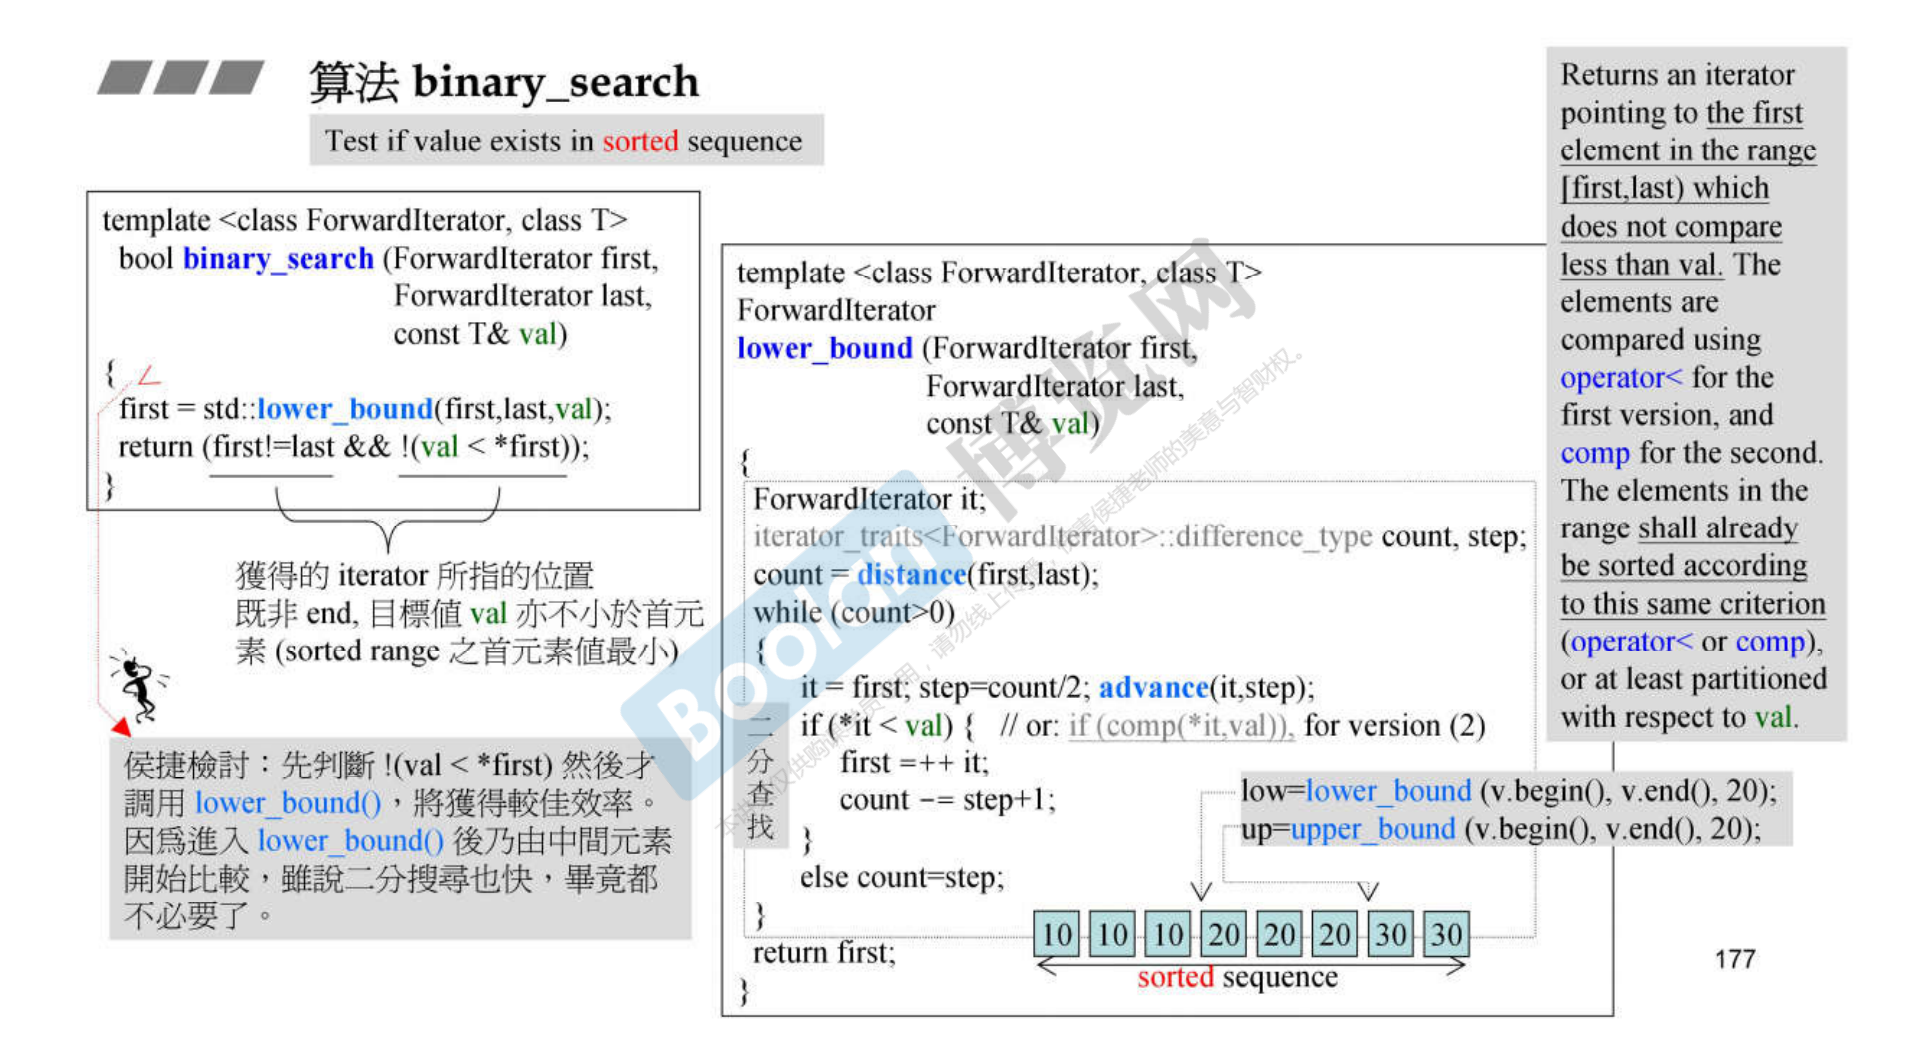 算法 binary_search
Test if value exists in sorted sequence
template <class ForwardIterator, class T>
bool binary_search (ForwardIterator first,
ForwardIterator last,
const T& val)
{
first = std::lower_bound(first,last,val);
return (first!=last && !(val < *first));
}
獲得的 iterator 所指的位置
既非 end, 目標值 val 亦不小於首元
素 (sorted range 之首元素值最小)
侯捷檢討：先判斷 !(val < *first) 然後才
調用 lower_bound()，將獲得較佳效率。
因為進入 lower_bound() 後乃由中間元素
開始比較，雖說二分搜尋也快，畢竟都
不必要了。
template <class ForwardIterator, class T>
ForwardIterator
lower_bound (ForwardIterator first,
ForwardIterator last,
const T& val)
{
ForwardIterator it;
iterator_traits<ForwardIterator>::difference_type count, step;
count = distance(first,last);
while (count>0)
{
it = first; step=count/2; advance(it,step);
if (*it < val) { // or: if (comp(*it,val)), for version (2)
first =++ it;
count −= step+1;
}
else count=step;
}
return first;
}
二
分
查
找
low=lower_bound (v.begin(), v.end(), 20);
up=upper_bound (v.begin(), v.end(), 20);
10 10 10 20 20 20 30 30
sorted sequence
Returns an iterator
pointing to the first
element in the range
[first,last) which
does not compare
less than val. The
elements are
compared using
operator< for the
first version, and
comp for the second.
The elements in the
range shall already
be sorted according
to this same criterion
(operator< or comp),
or at least partitioned
with respect to val.
177
Boolan 博览网